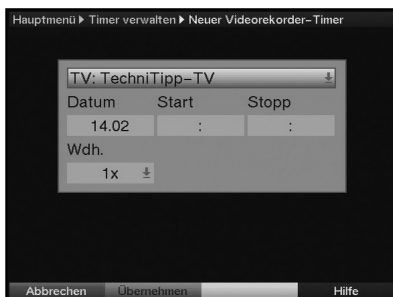 Hauptmenü ▸ Timer verwalten ▸ Neuer Videorekorder–Timer
TV: TechniTipp–TV
Datum Start Stopp
14.02 : :
Wdh.
1x
Abbrechen Übernehmen Hilfe